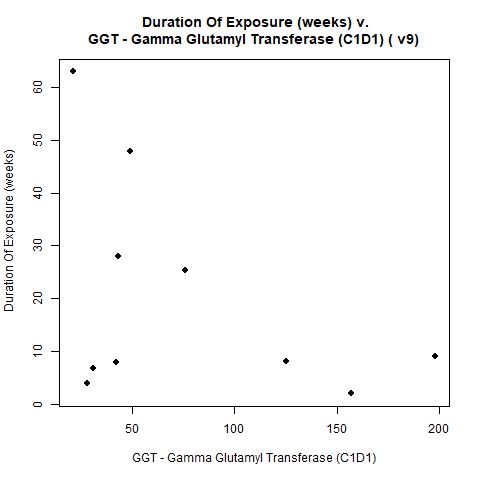 Duration Of Exposure (weeks) v.
GGT - Gamma Glutamyl Transferase (C1D1) ( v9)
Duration Of Exposure (weeks)
60
50
40
30
20
10
0
50
100
150
200
GGT - Gamma Glutamyl Transferase (C1D1)